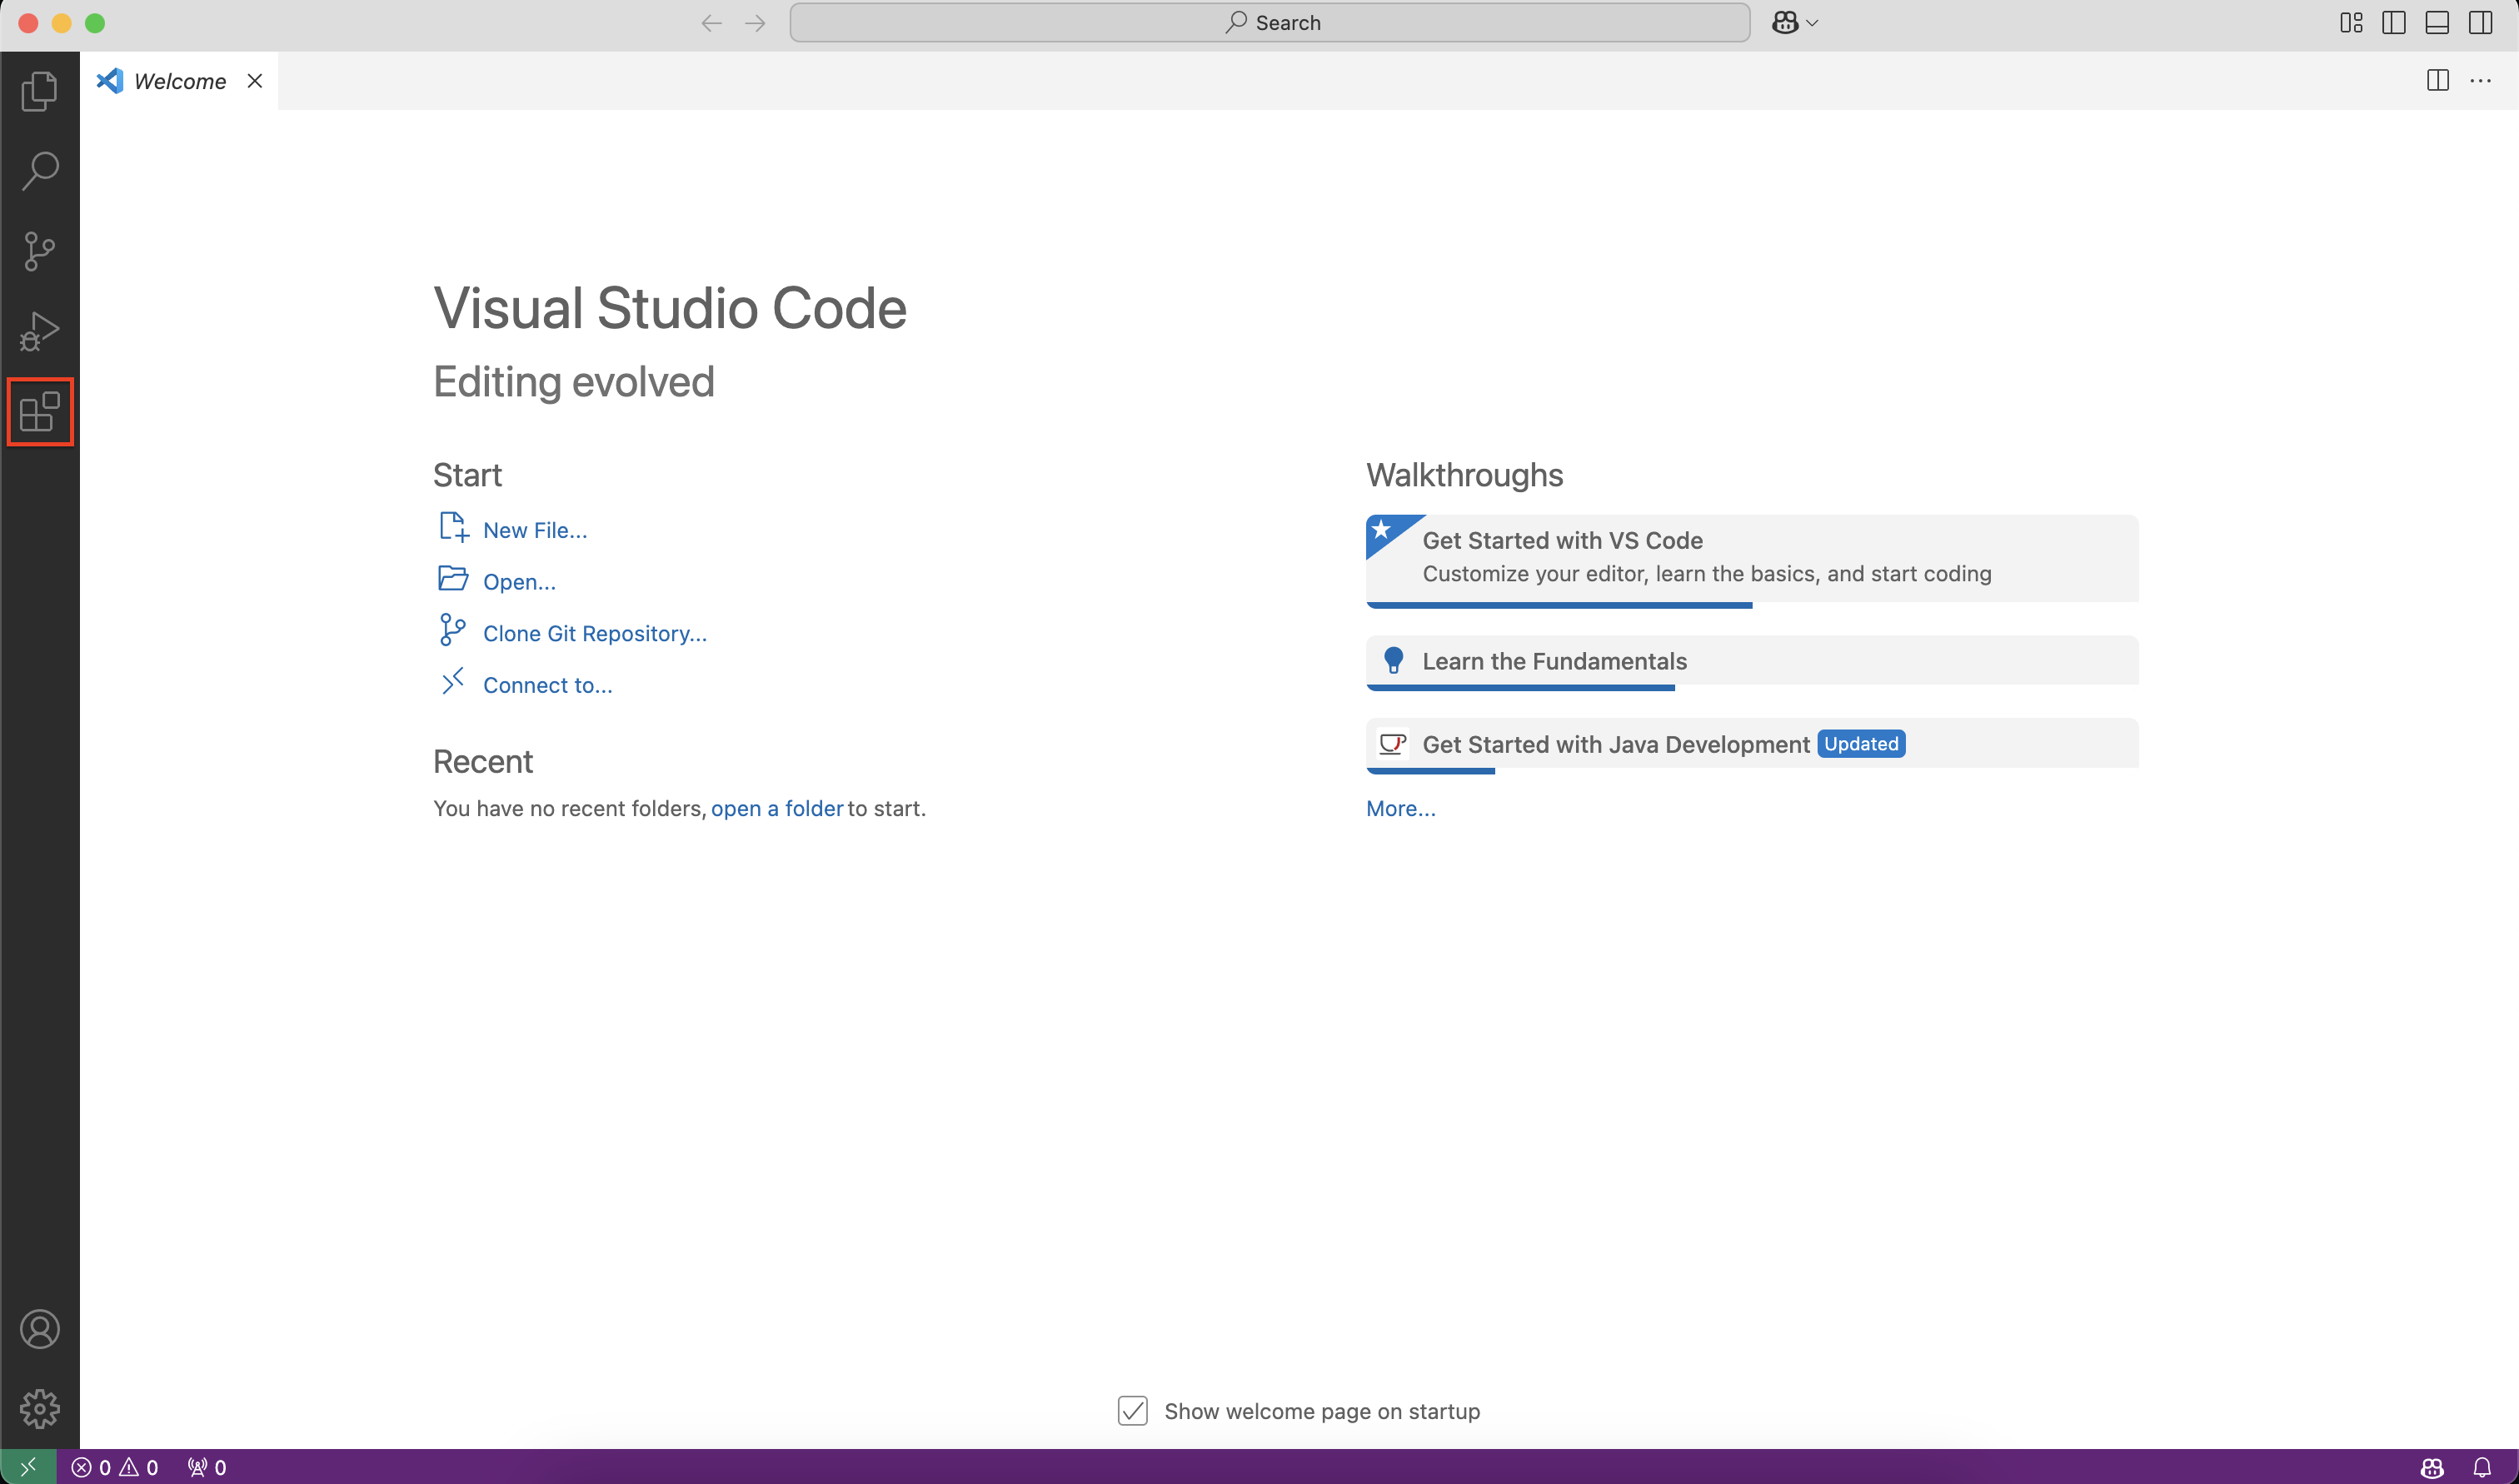 Search
Welcome
Visual Studio Code
Editing evolved
Start
New File...
Open...
Clone Git Repository...
Connect to...
Recent
You have no recent folders, open a folder to start.
Walkthroughs
Get Started with VS Code
Customize your editor, learn the basics, and start coding
Learn the Fundamentals
Get Started with Java Development Updated
More...
Show welcome page on startup
0 0 0